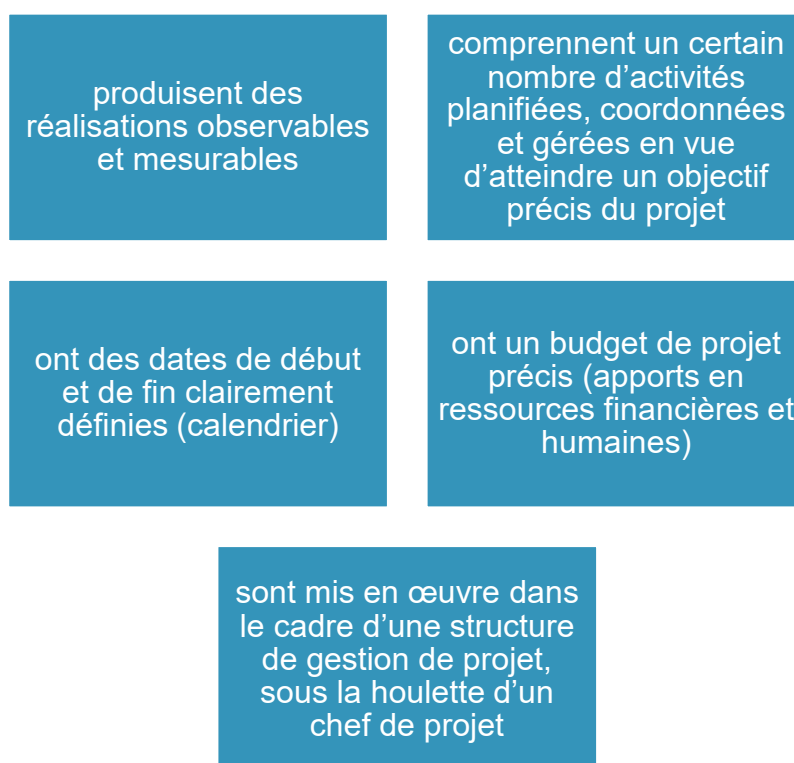 produisent des
réalisations observables
et mesurables
comprennent un certain
nombre d’activités
planifiées, coordonnées
et gérées en vue
d’atteindre un objectif
précis du projet
ont des dates de début
et de fin clairement
définies (calendrier)
ont un budget de projet
précis (apports en
ressources financières et
humaines)
sont mis en œuvre dans
le cadre d’une structure
de gestion de projet,
sous la houlette d’un
chef de projet